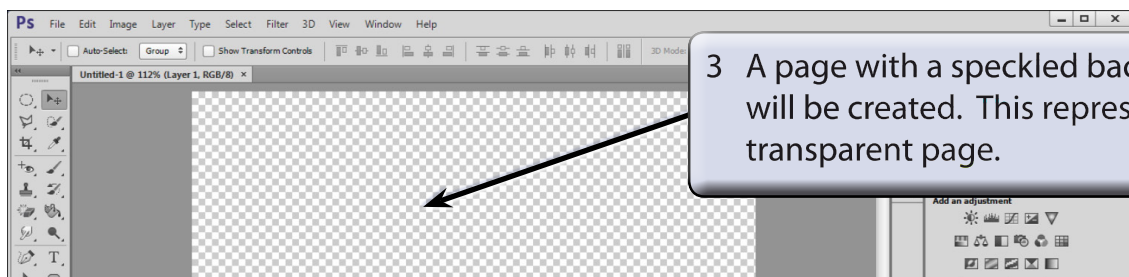 Ps File Edit Image Layer Type Select Filter 3D View Window Help
Auto-Select: Group Show Transform Controls 3D Mode:
Untitled-1 @ 112% (Layer 1, RGB/8) ×
3 A page with a speckled bac
will be created. This repres
transparent page.
Add an adjustment
T